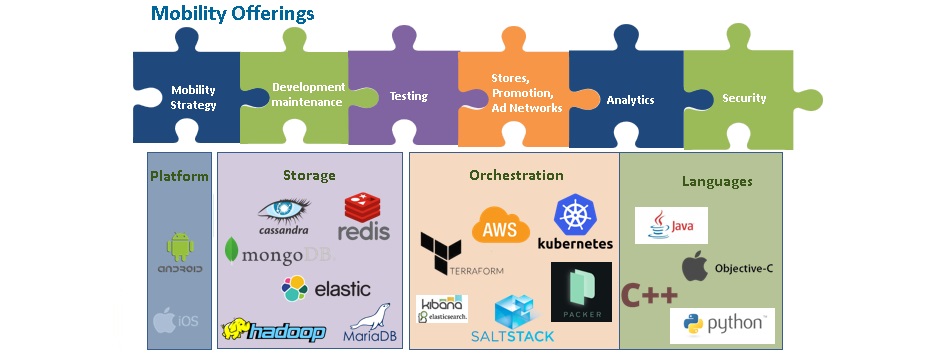 Mobility Offerings
Mobility
Strategy
Development
maintenance
Testing
Stores,
Promotion,
Ad Networks
Analytics
Security
Platform
ANDROID
iOS
Storage
cassandra
redis
mongoDB.
elastic
hadoop
MariaDB
Orchestration
AWS
kubernetes
TERRAFORM
PACKER
kibana
elasticsearch.
SALTSTACK
Languages
Java
Objective-C
C++
python